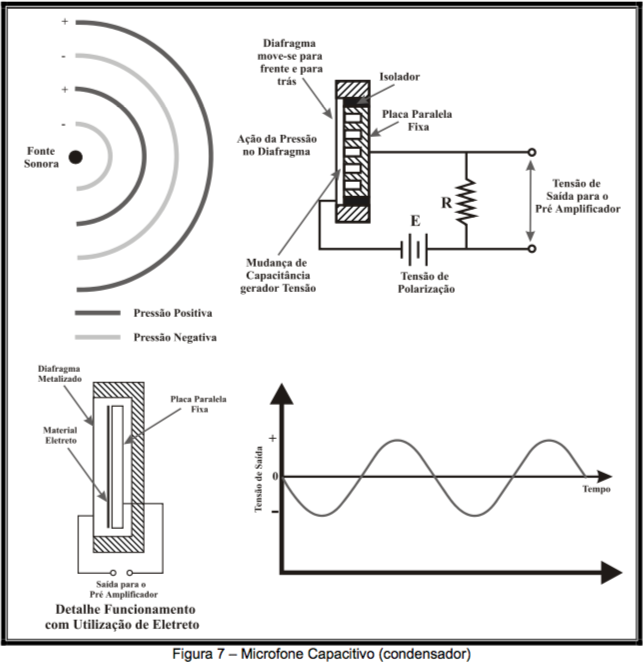 +
-
+
-
Fonte
Sonora
Pressão Positiva
Pressão Negativa
Diafragma
move-se para
frente e para
trás
Isolador
Placa Paralela
Fixa
Ação da Pressão
no Diafragma
R
Tensão de
Saída para o
Pré Amplificador
E
Tensão de
Polarização
Mudança de
Capacitância
gerador Tensão
Diafragma
Metalizado
Placa Paralela
Fixa
Material
Eletreto
Saída para o
Pré Amplificador
Detalhe Funcionamento
com Utilização de Eletreto
Tensão de Saída
+
0
-
Tempo
Figura 7 – Microfone Capacitivo (condensador)